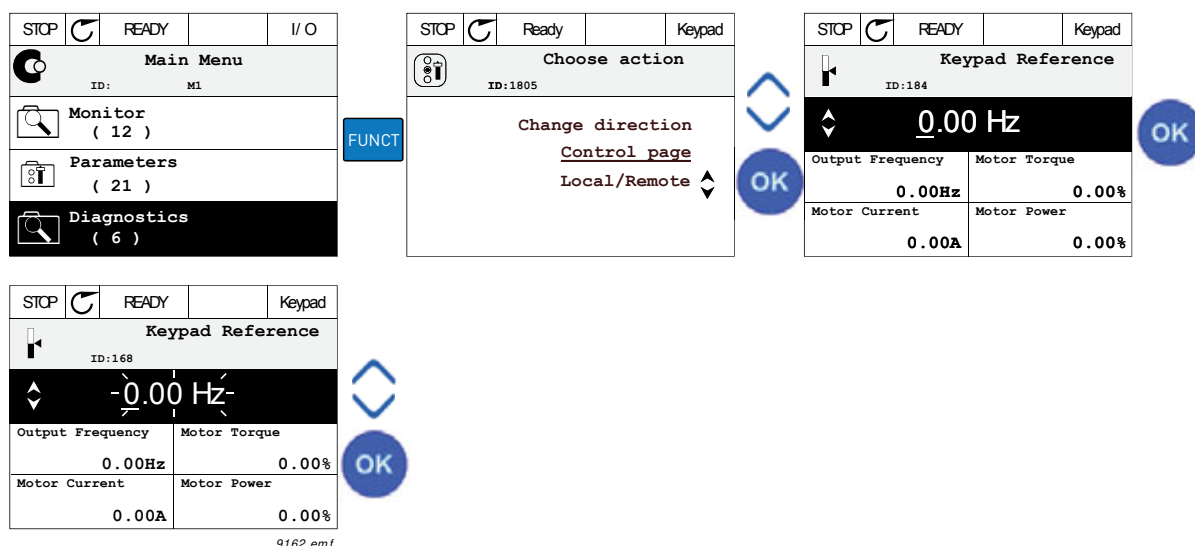 STOP READY I/O
Main Menu
ID: M1
Monitor
( 12 )
Parameters
( 21 )
Diagnostics
( 6 )
FUNCT
STOP Ready Keypad
Choose action
ID:1805
Change direction
Control page
Local/Remote
OK
STOP READY Keypad
Keypad Reference
ID:184
0.00 Hz
Output Frequency Motor Torque
0.00Hz 0.00%
Motor Current Motor Power
0.00A 0.00%
OK
STOP READY Keypad
Keypad Reference
ID:168
0.00 Hz
Output Frequency Motor Torque
0.00Hz 0.00%
Motor Current Motor Power
0.00A 0.00%
OK
9162.emf